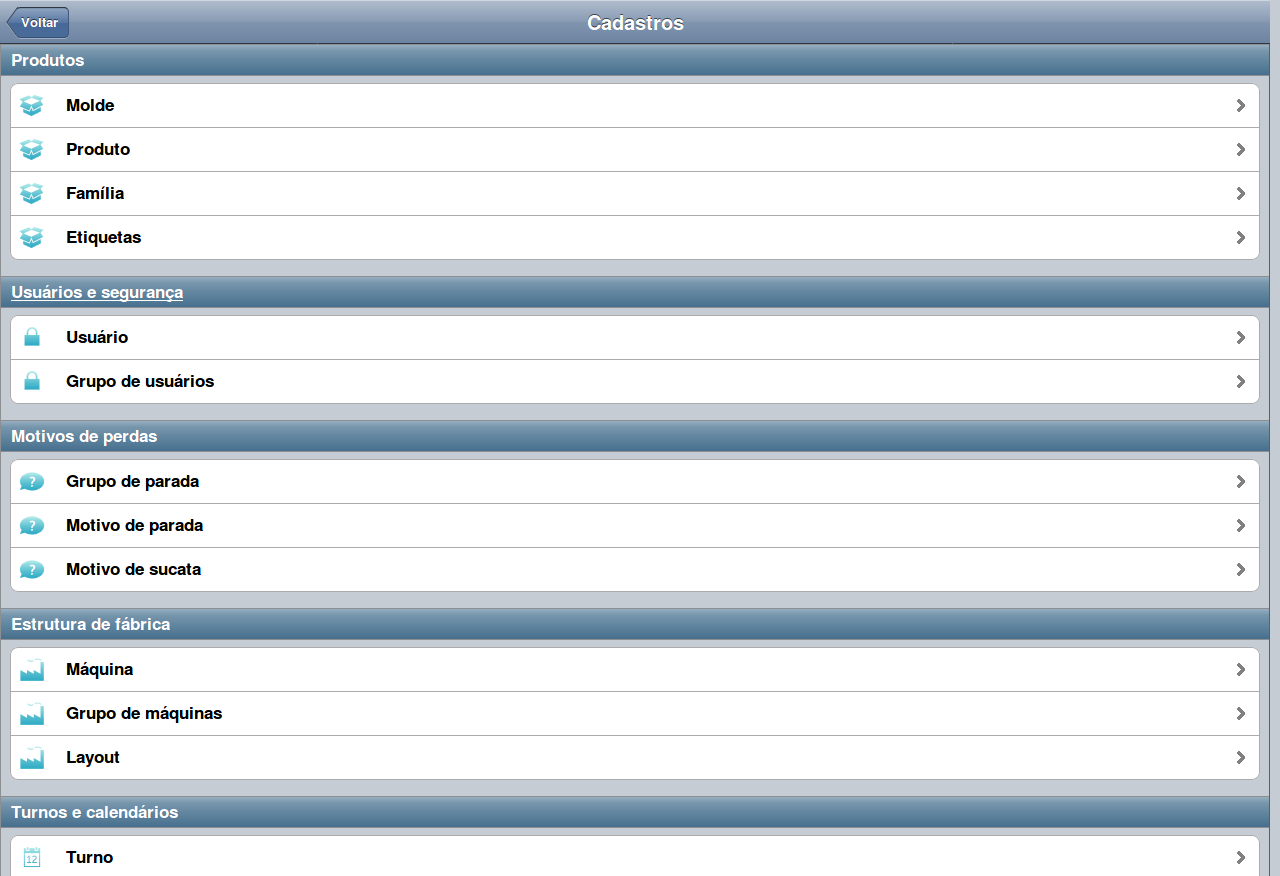 Voltar
Cadastros
Produtos
Molde
Produto
Família
Etiquetas
Usuários e segurança
Usuário
Grupo de usuários
Motivos de perdas
? Grupo de parada
? Motivo de parada
? Motivo de sucata
Estrutura de fábrica
Máquina
Grupo de máquinas
Layout
Turnos e calendários
12 Turno